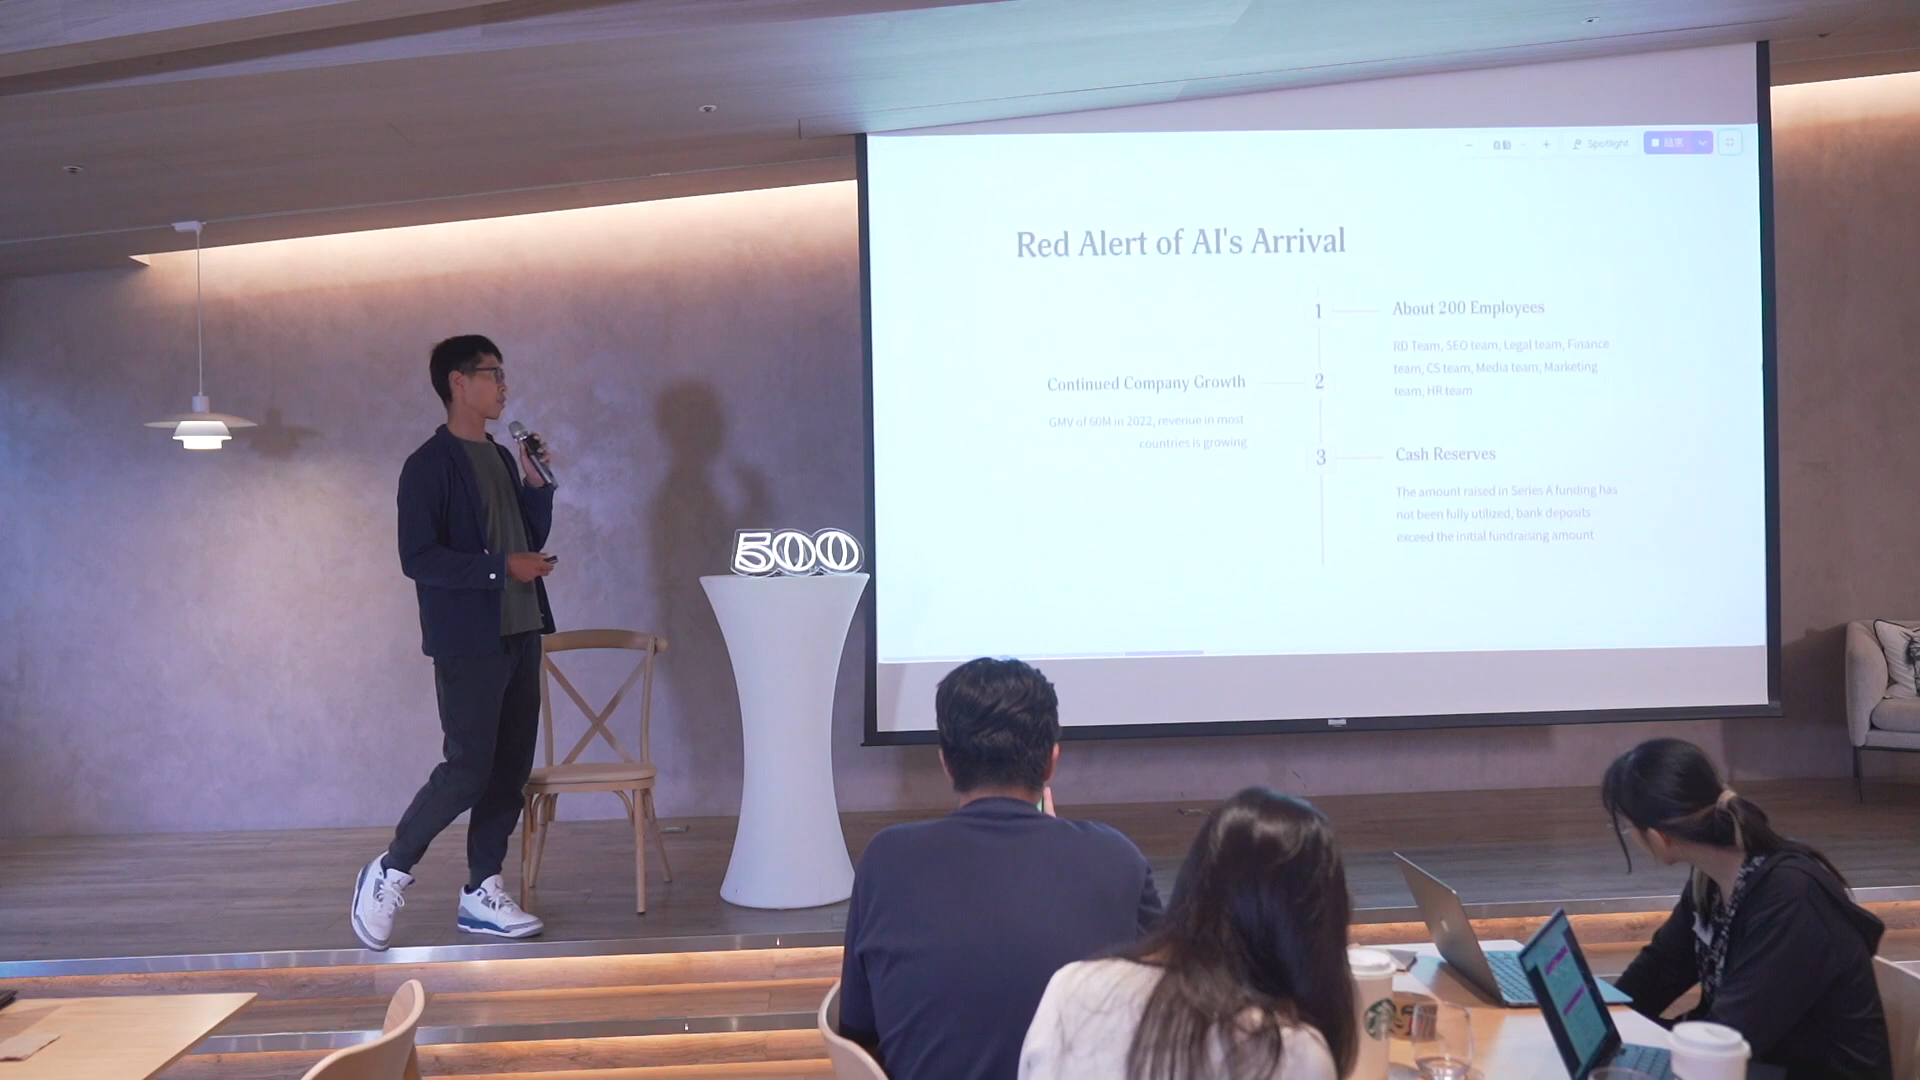 Spotlight
結束
Red Alert of AI's Arrival
1
About 200 Employees
RD Team, SEO team, Legal team, Finance
team, CS team, Media team, Marketing
team, HR team
Continued Company Growth
2
GMV of 60M in 2022, revenue in most
countries is growing
3
Cash Reserves
The amount raised in Series A funding has
not been fully utilized, bank deposits
exceed the initial fundraising amount
500